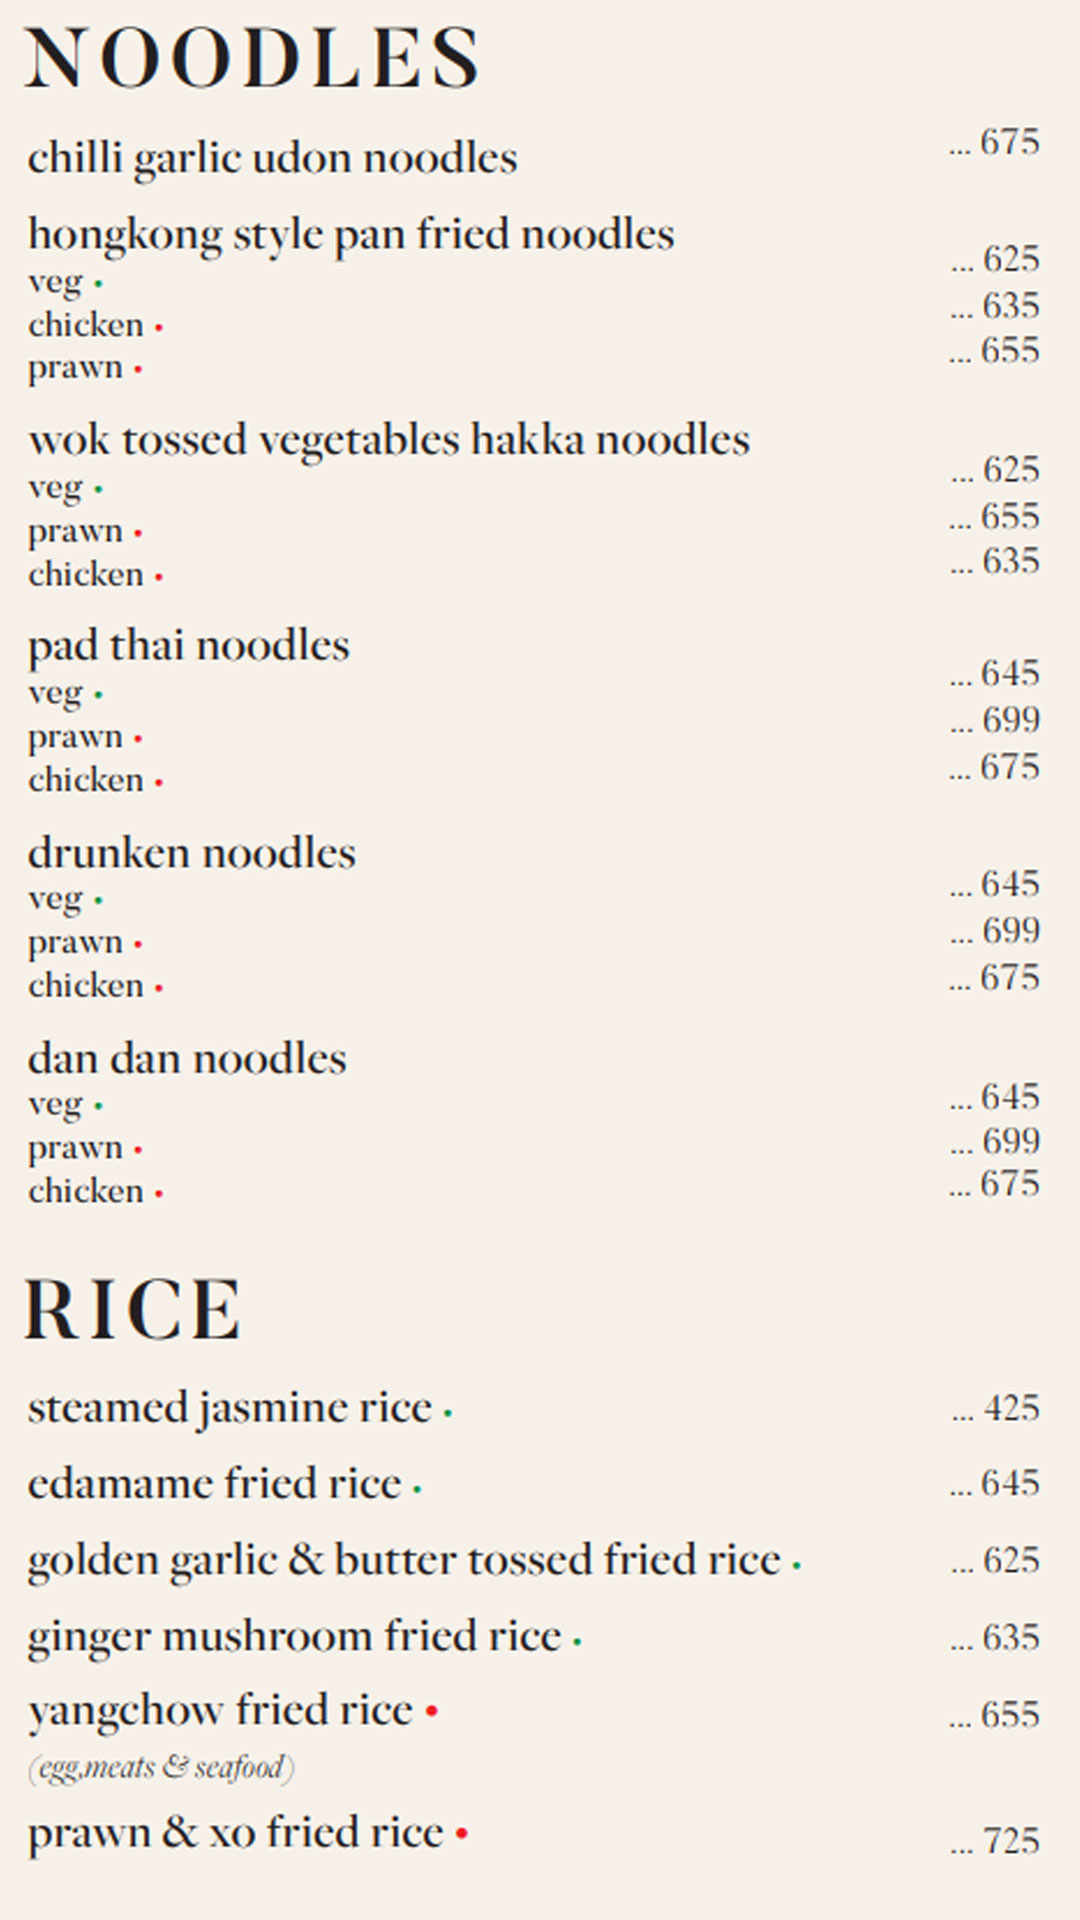 NOODLES
chilli garlic udon noodles ... 675
hongkong style pan fried noodles
veg • ... 625
chicken • ... 635
prawn • ... 655
wok tossed vegetables hakka noodles
veg • ... 625
prawn • ... 655
chicken • ... 635
pad thai noodles
veg • ... 645
prawn • ... 699
chicken • ... 675
drunken noodles
veg • ... 645
prawn • ... 699
chicken • ... 675
dan dan noodles
veg • ... 645
prawn • ... 699
chicken • ... 675
RICE
steamed jasmine rice • ... 425
edamame fried rice • ... 645
golden garlic & butter tossed fried rice • ... 625
ginger mushroom fried rice • ... 635
yangchow fried rice • ... 655
(egg,meats & seafood)
prawn & xo fried rice • ... 725